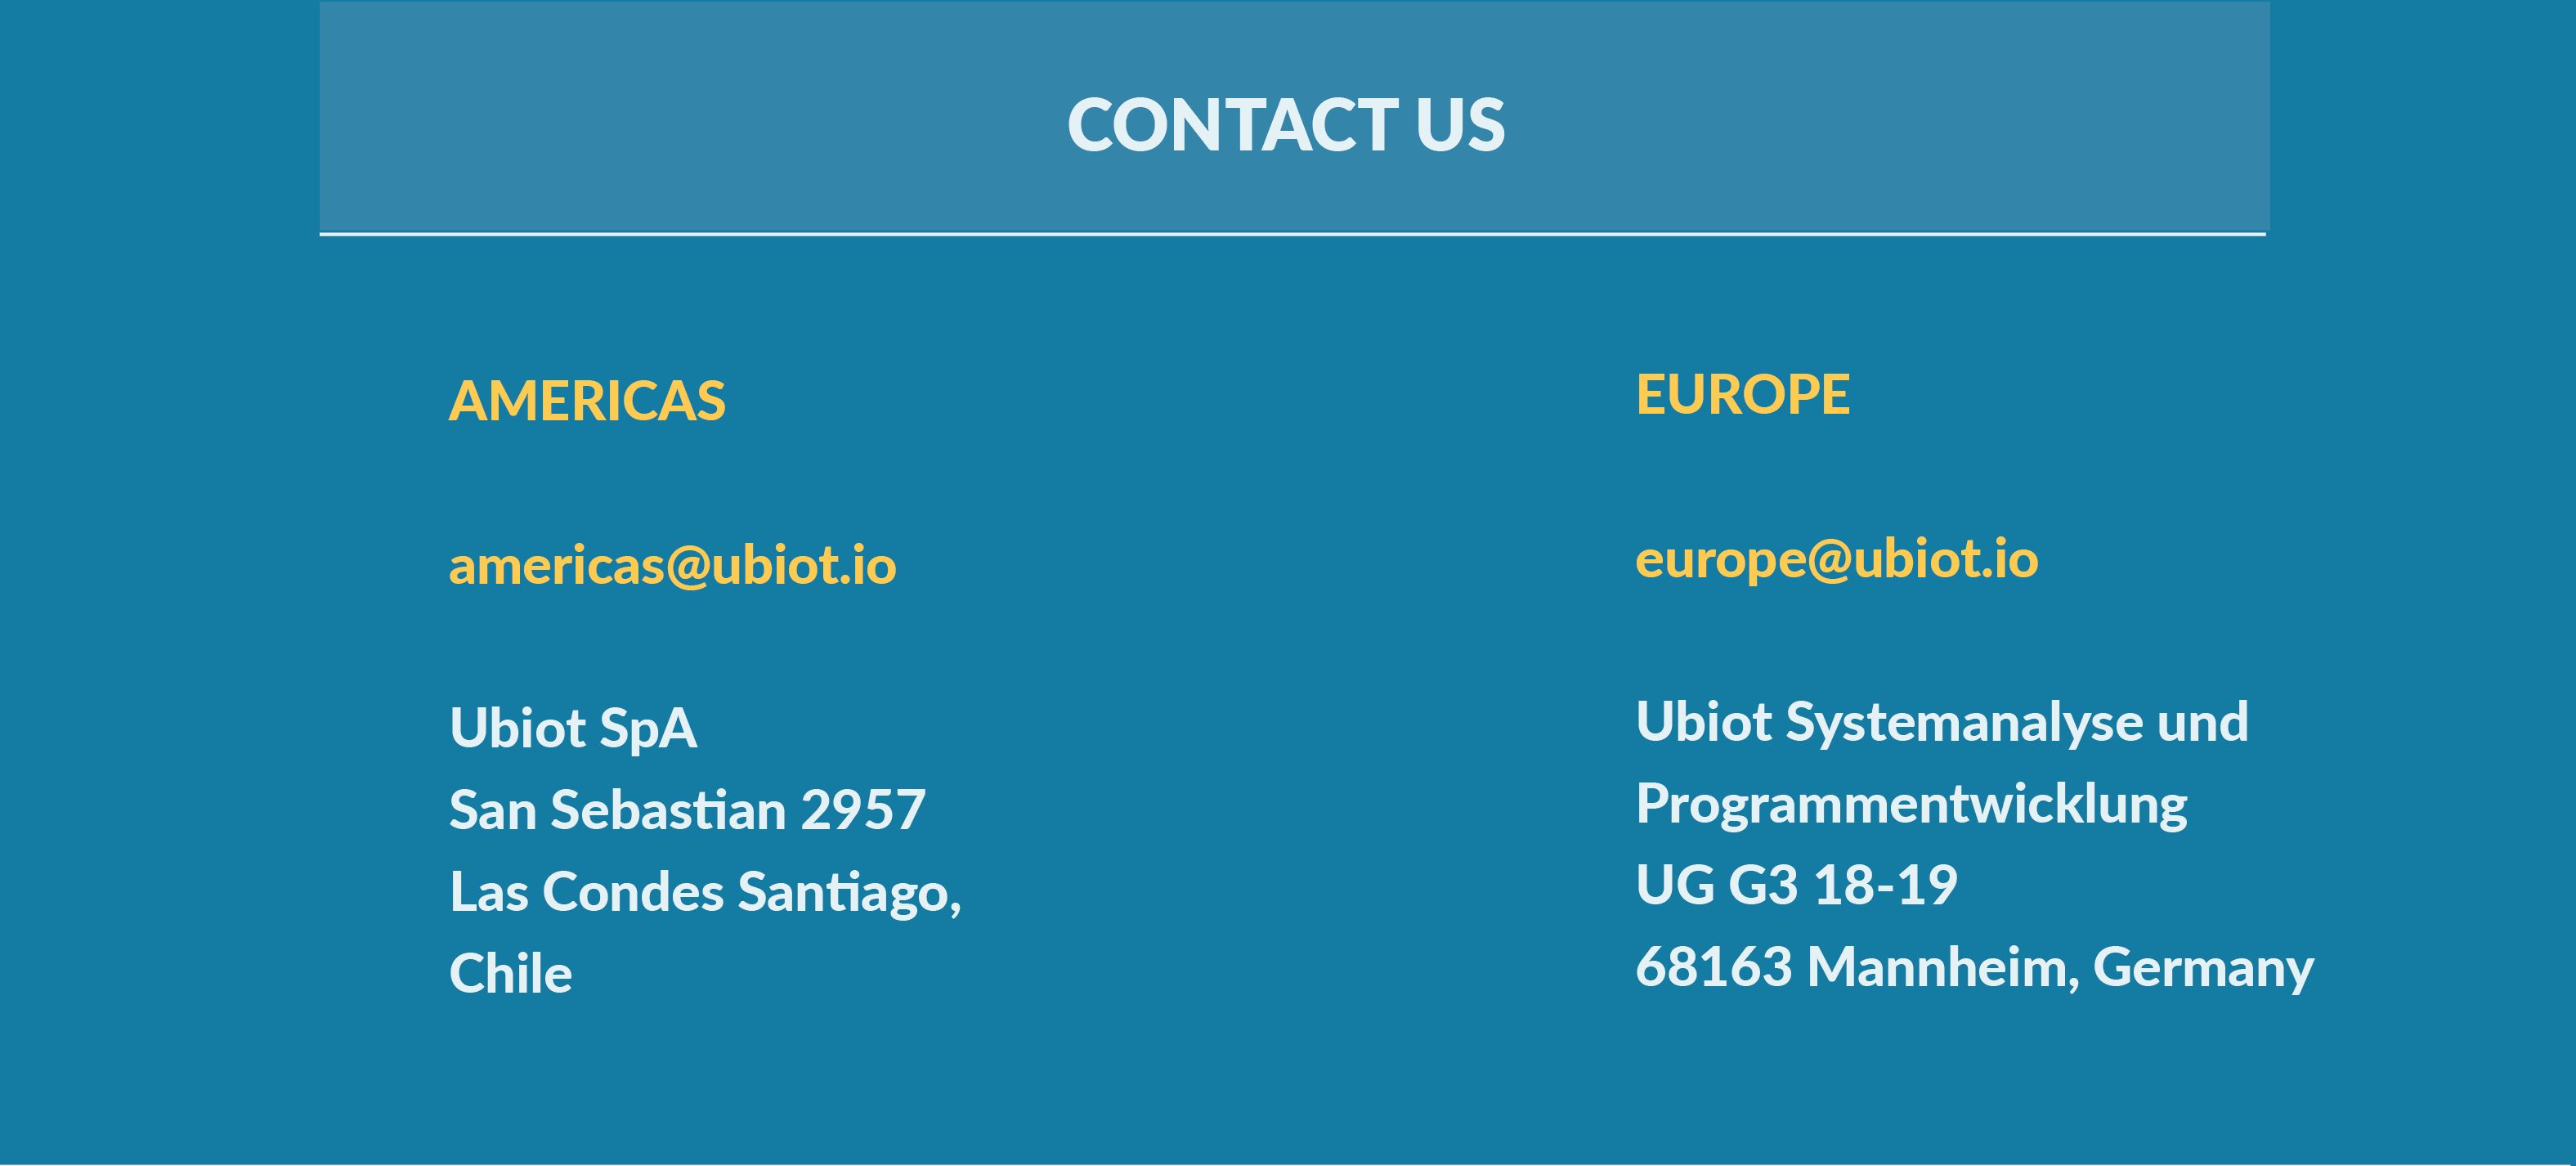 CONTACT US
AMERICAS
americas@ubiot.io
Ubiot SpA
San Sebastian 2957
Las Condes Santiago,
Chile
EUROPE
europe@ubiot.io
Ubiot Systemanalyse und
Programmentwicklung
UG G3 18-19
68163 Mannheim, Germany